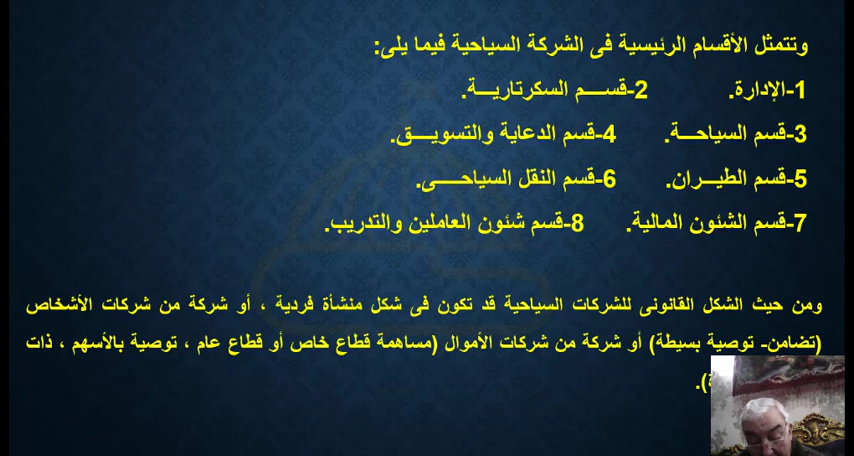 وتتمثل الأقسام الرئيسية فى الشركة السياحية فيما يلى:
1-الإدارة. 2-قســـم السكرتاريـــة.
3-قسم السياحـــة. 4-قسم الدعاية والتسويـــق.
5-قسم الطيـــران. 6-قسم النقل السياحـــى.
7-قسم الشئون المالية. 8-قسم شئون العاملين والتدريب.
ومن حيث الشكل القانونى للشركات السياحية قد تكون فى شكل منشأة فردية ، أو شركة من شركات الأشخاص
(تضامن- توصية بسيطة) أو شركة من شركات الأموال (مساهمة قطاع خاص أو قطاع عام ، توصية بالأسهم ، ذات